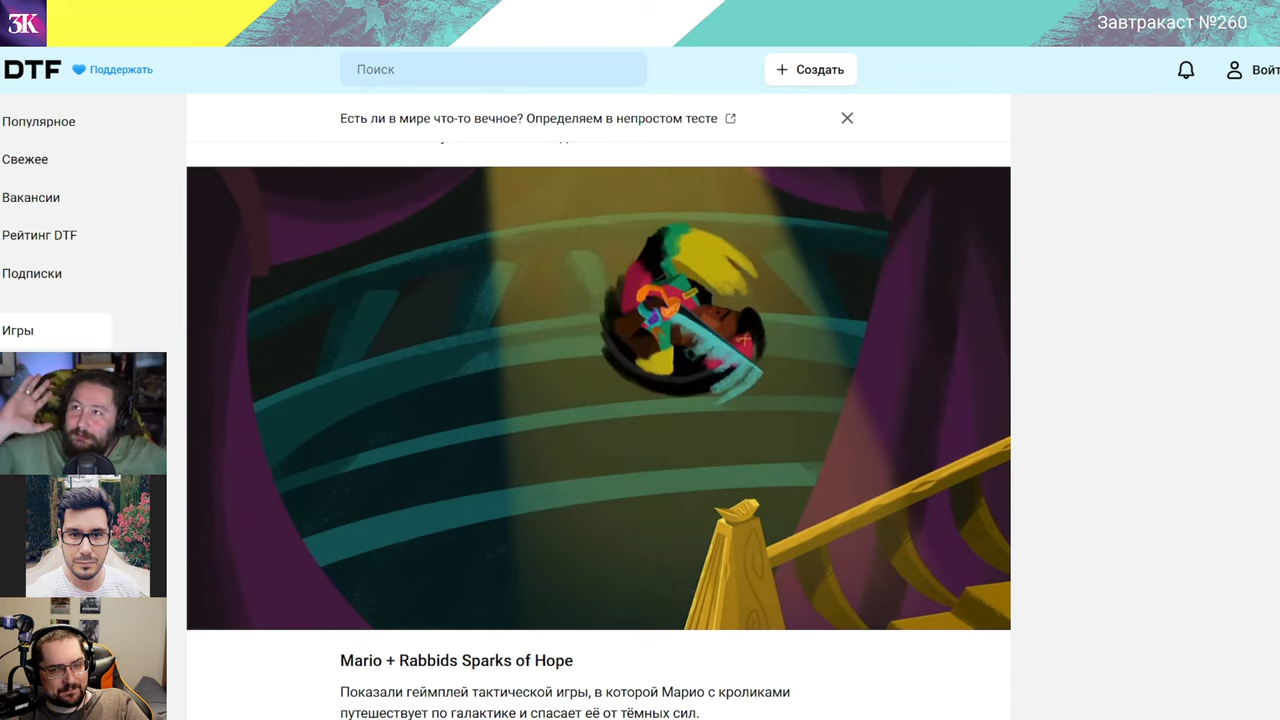 ЗК
Завтракаст №260
DTF
Поддержать
Поиск
+ Создать
Войт
Популярное
Есть ли в мире что-то вечное? Определяем в непростом тесте
Свежее
Вакансии
Рейтинг DTF
Подписки
Игры
Mario + Rabbids Sparks of Hope
Показали геймплей тактической игры, в которой Марио с кроликами
путешествует по галактике и спасает её от тёмных сил.